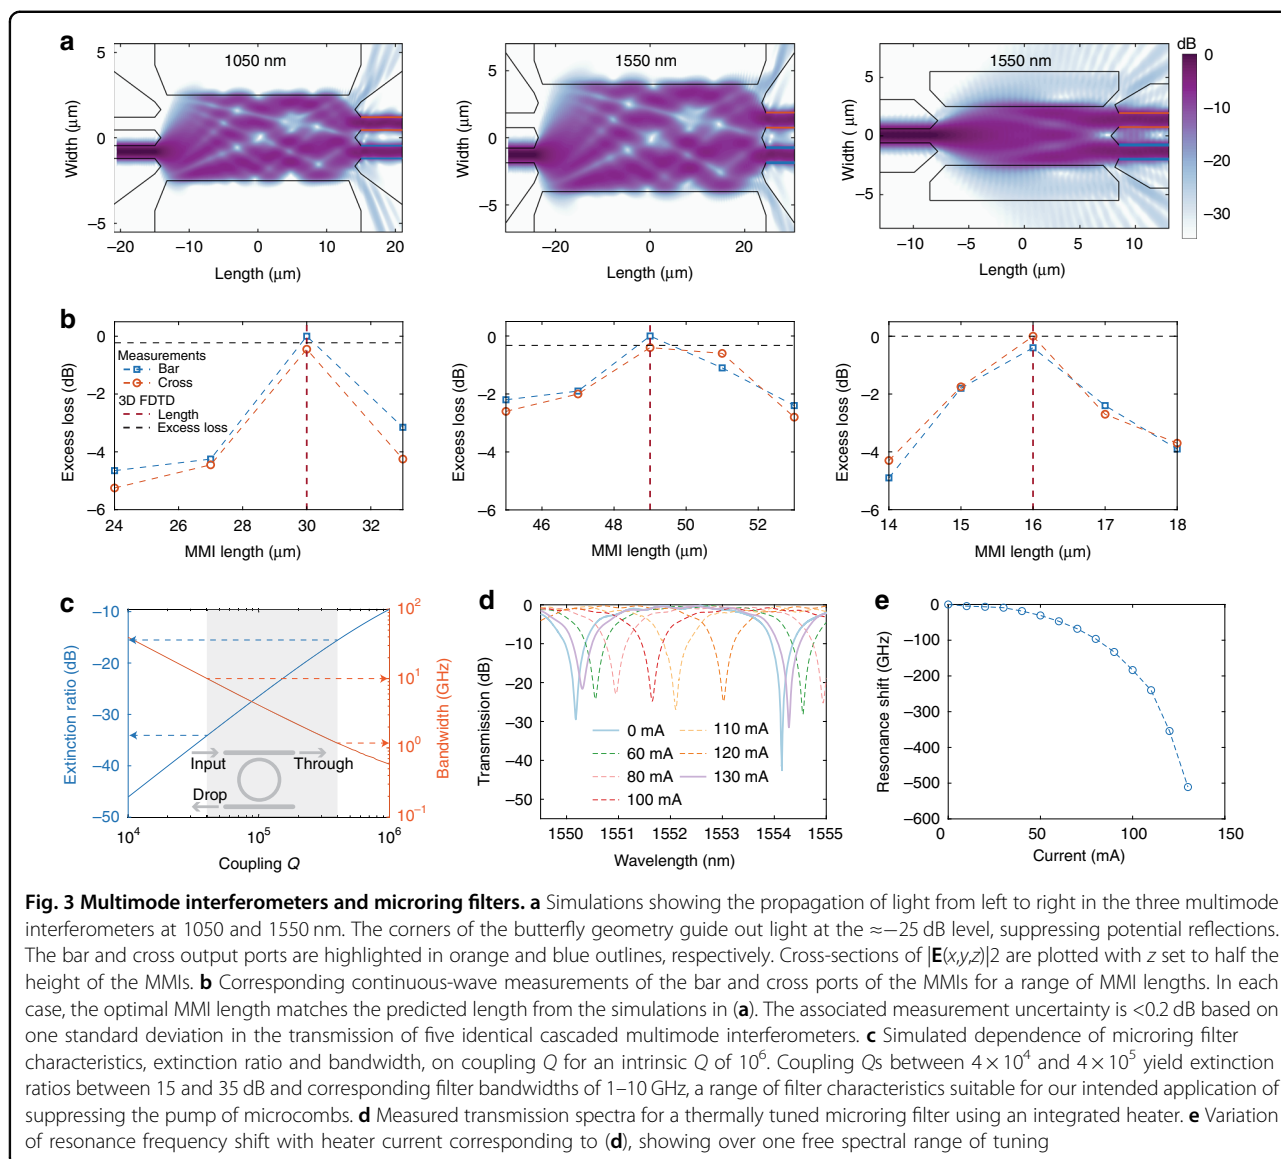 a
1050 nm
5
0
−5
Width (μm)
−20
−10
0
10
20
Length (μm)
1550 nm
5
0
−5
Width (μm)
−20
0
20
Length (μm)
1550 nm
5
0
−5
Width (μm)
−10
−5
0
5
10
Length (μm)
dB
0
−10
−20
−30
b
0
−2
−4
−6
Excess loss (dB)
Measurements
Bar
Cross
3D FDTD
Length
Excess loss
24
26
28
30
32
MMI length (μm)
0
−2
−4
−6
Excess loss (dB)
46
48
50
52
MMI length (μm)
0
−2
−4
−6
Excess loss (dB)
14
15
16
17
18
MMI length (μm)
c
−10
−20
−30
−40
−50
Extinction ratio (dB)
10^2
10^1
10^0
10^−1
Bandwidth (GHz)
Input
Through
Drop
10^4
10^5
10^6
Coupling Q
d
0
−10
−20
−30
−40
−50
Transmission (dB)
0 mA
60 mA
80 mA
100 mA
110 mA
120 mA
130 mA
1550
1551
1552
1553
1554
1555
Wavelength (nm)
e
0
−100
−200
−300
−400
−500
−600
Resonance shift (GHz)
0
50
100
150
Current (mA)
Fig. 3 Multimode interferometers and microring filters. a Simulations showing the propagation of light from left to right in the three multimode
interferometers at 1050 and 1550 nm. The corners of the butterfly geometry guide out light at the ≈−25 dB level, suppressing potential reflections.
The bar and cross output ports are highlighted in orange and blue outlines, respectively. Cross-sections of |E(x,y,z)|2 are plotted with z set to half the
height of the MMIs. b Corresponding continuous-wave measurements of the bar and cross ports of the MMIs for a range of MMI lengths. In each
case, the optimal MMI length matches the predicted length from the simulations in (a). The associated measurement uncertainty is <0.2 dB based on
one standard deviation in the transmission of five identical cascaded multimode interferometers. c Simulated dependence of microring filter
characteristics, extinction ratio and bandwidth, on coupling Q for an intrinsic Q of 10^6. Coupling Qs between 4 × 10^4 and 4 × 10^5 yield extinction
ratios between 15 and 35 dB and corresponding filter bandwidths of 1–10 GHz, a range of filter characteristics suitable for our intended application of
suppressing the pump of microcombs. d Measured transmission spectra for a thermally tuned microring filter using an integrated heater. e Variation
of resonance frequency shift with heater current corresponding to (d), showing over one free spectral range of tuning